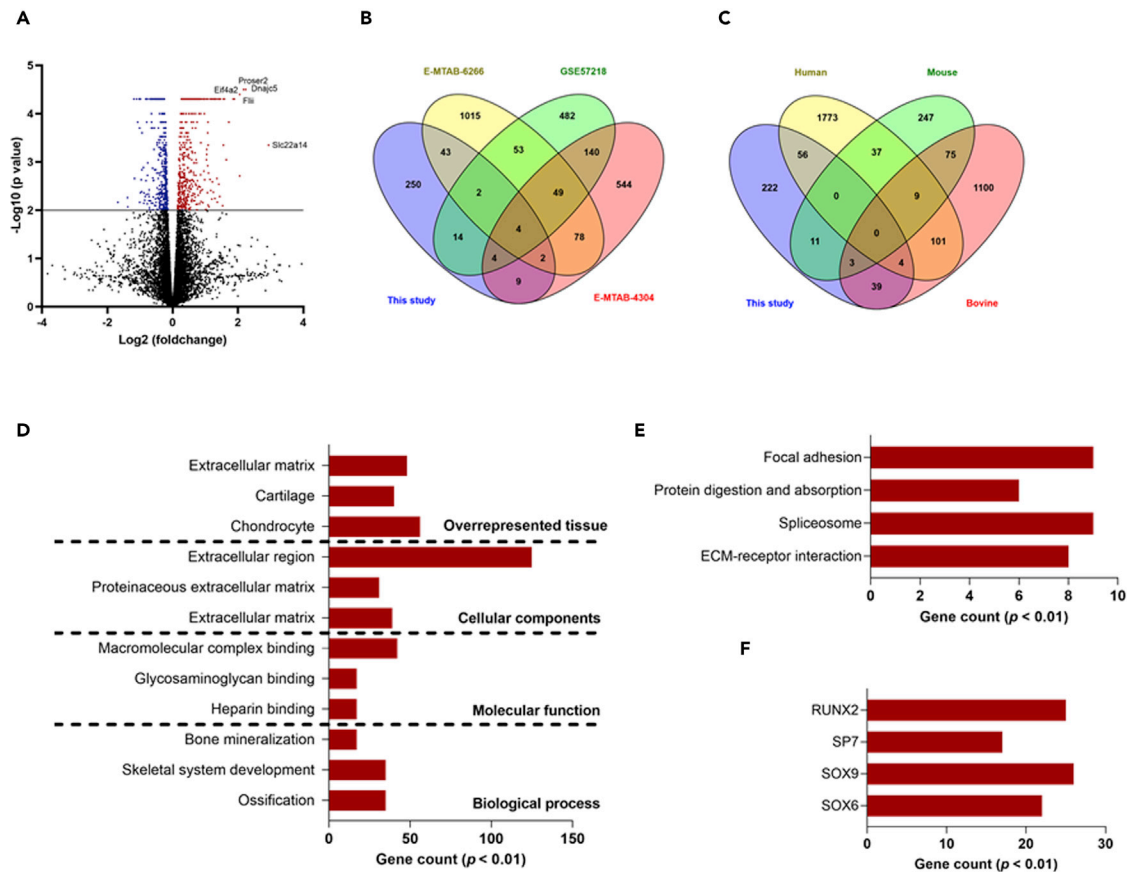 A
B
C
5
4
3
2
1
0
-Log10 (p value)
-4
-2
0
2
4
Log2 (foldchange)
Proser2
Eif4a2
Dnajc5
Flii
Slc22a14
E-MTAB-6266
GSE57218
1015
482
43
53
140
250
2
49
544
4
14
78
4
2
9
This study
E-MTAB-4304
Human
Mouse
1773
247
56
37
75
222
0
9
1100
0
11
101
3
4
39
This study
Bovine
D
Extracellular matrix
Cartilage
Chondrocyte
Overrepresented tissue
Extracellular region
Proteinaceous extracellular matrix
Extracellular matrix
Cellular components
Macromolecular complex binding
Glycosaminoglycan binding
Heparin binding
Molecular function
Bone mineralization
Skeletal system development
Ossification
Biological process
0
50
100
150
Gene count (p < 0.01)
E
Focal adhesion
Protein digestion and absorption
Spliceosome
ECM-receptor interaction
0
2
4
6
8
10
Gene count (p < 0.01)
F
RUNX2
SP7
SOX9
SOX6
0
10
20
30
Gene count (p < 0.01)